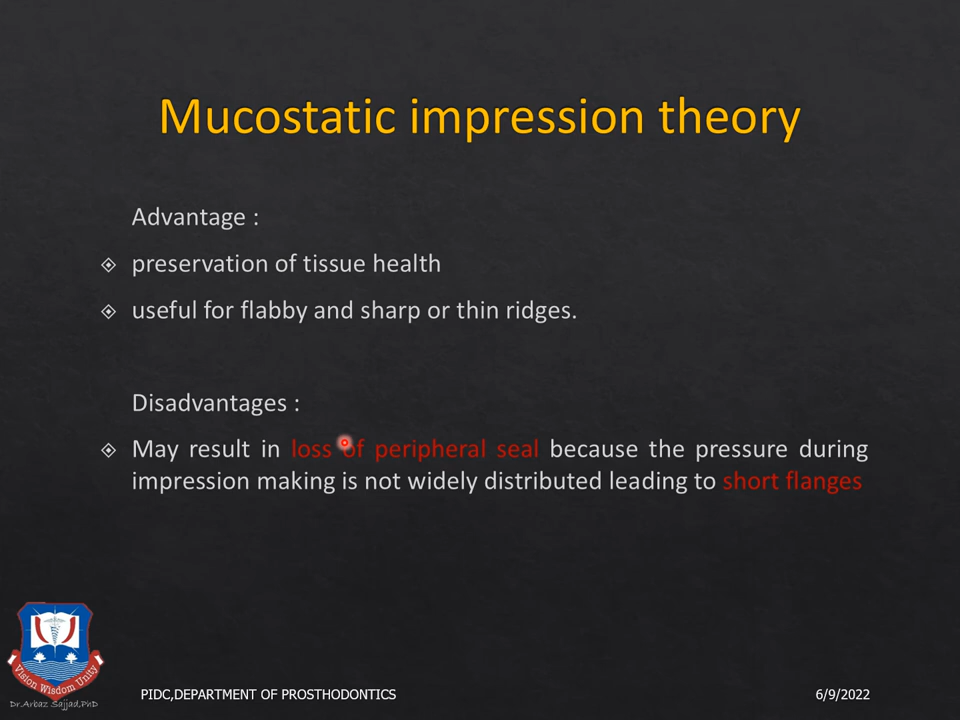 Mucostatic impression theory
Advantage :
preservation of tissue health
useful for flabby and sharp or thin ridges.
Disadvantages :
May result in loss of peripheral seal because the pressure during
impression making is not widely distributed leading to short flanges
Vision Wisdom Unity
Dr.Arbaz Sajjad,PhD
PIDC,DEPARTMENT OF PROSTHODONTICS
6/9/2022